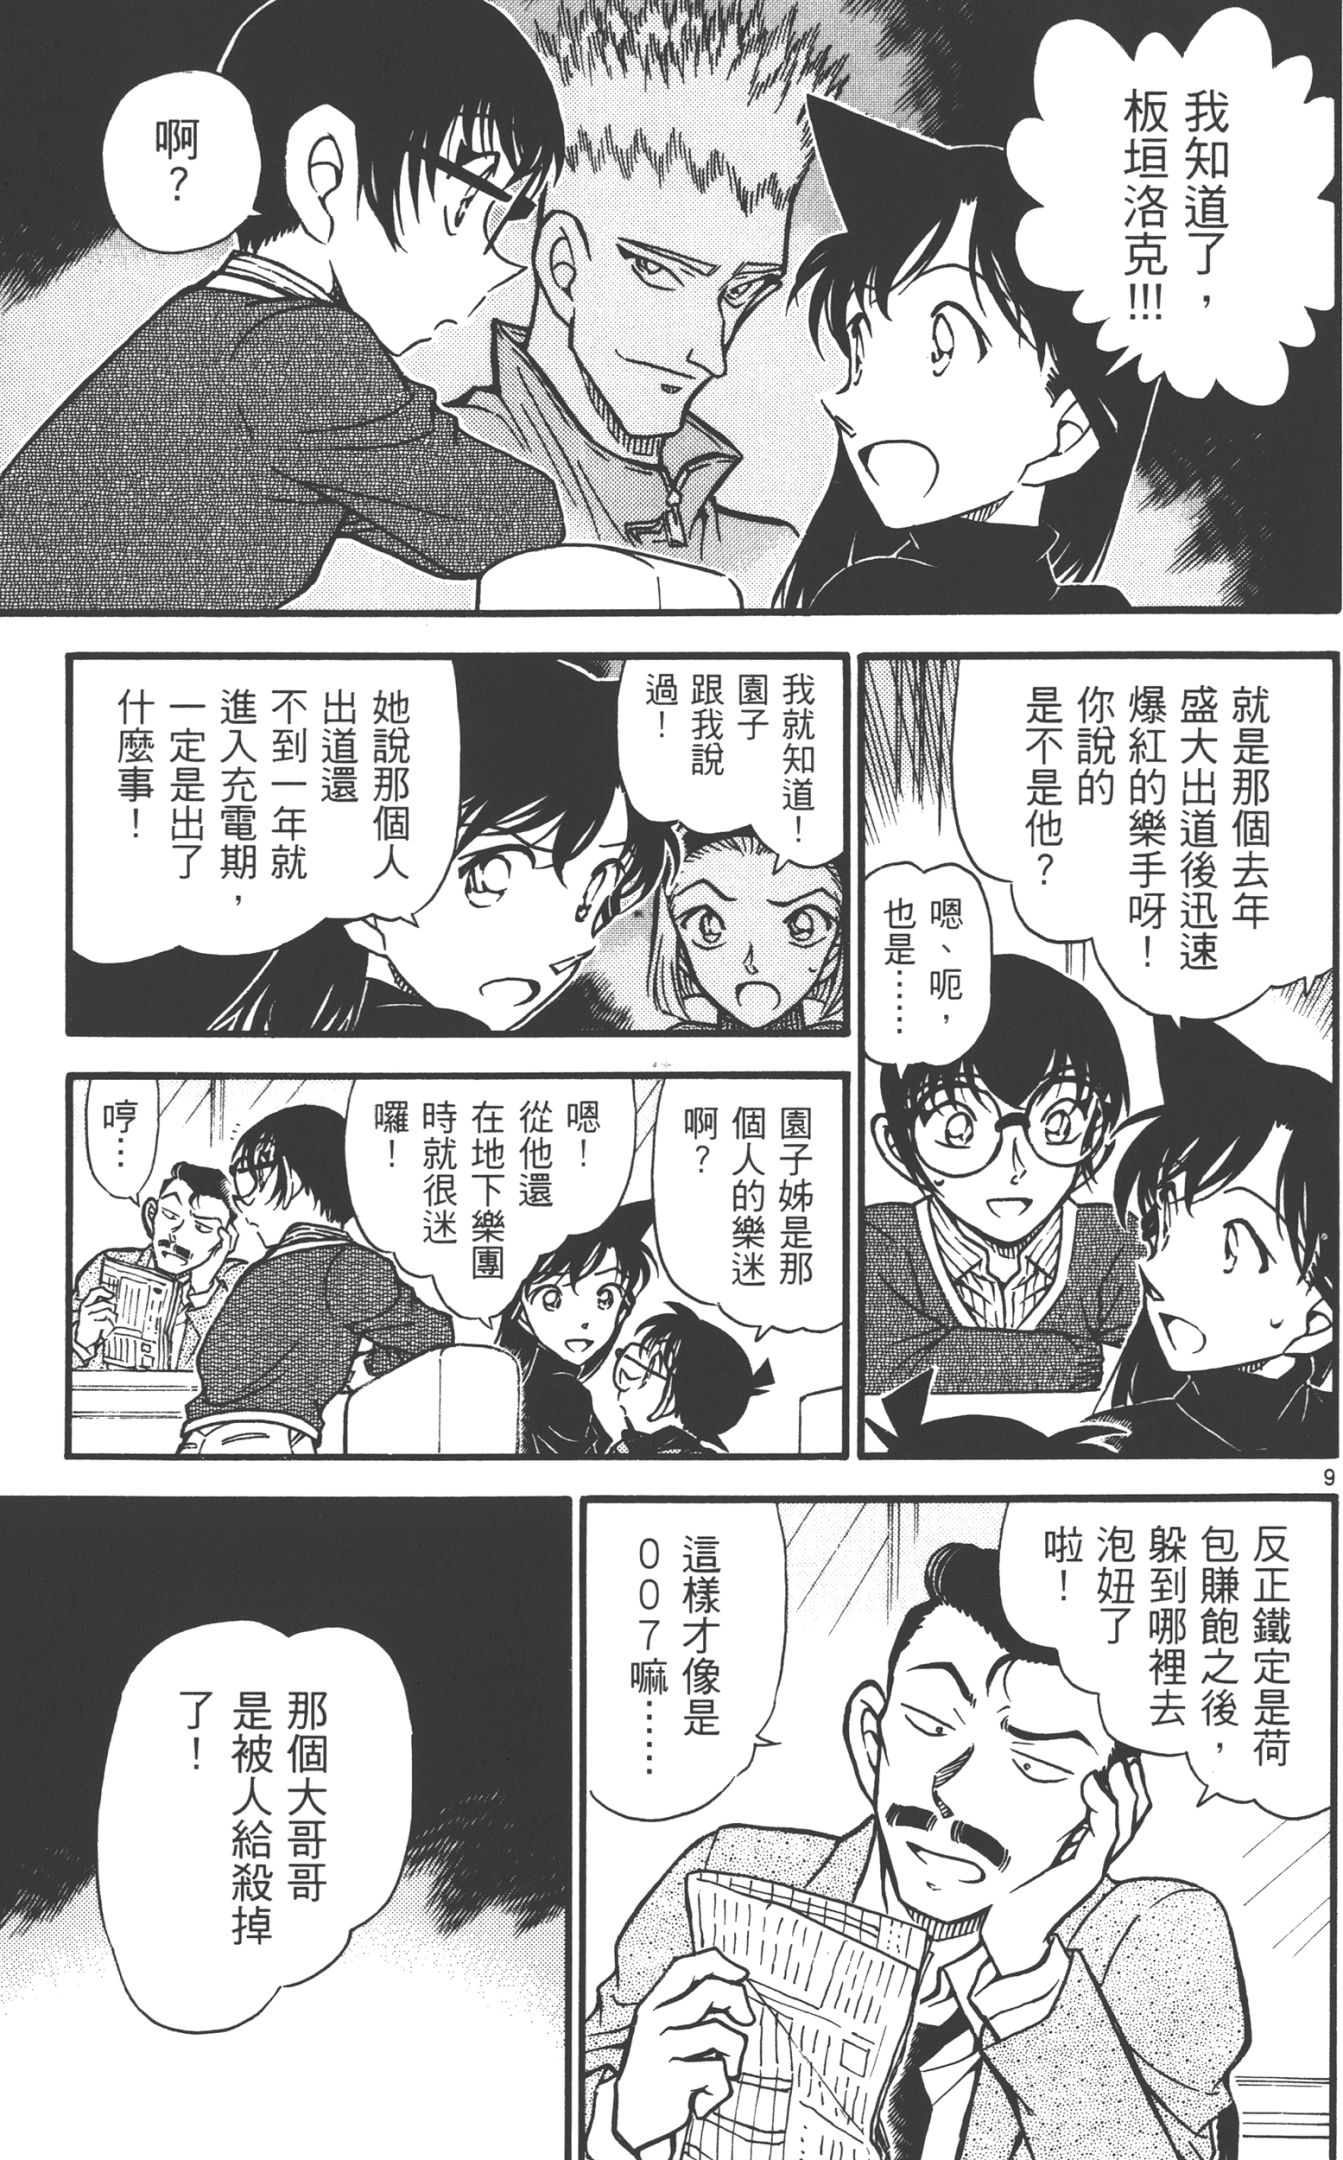 我知道了，
板垣洛克!!!
啊？
就是那個去年
盛大出道後迅速
爆紅的樂手呀！
你說的
是不是他？
嗯、呃，
也是……
我就知道！
園子
跟我說
過！
她說那個人
出道還
不到一年就
進入充電期，
一定是出了
什麼事！
園子姊是那
個人的樂迷
啊？
嗯！
從他還
在地下樂團
時就很迷
囉！
哼…
9
反正鐵定是荷
包賺飽之後，
躲到哪裡去
泡妞了
啦！
這樣才像是
007嘛……
那個大哥哥
是被人給殺掉
了！